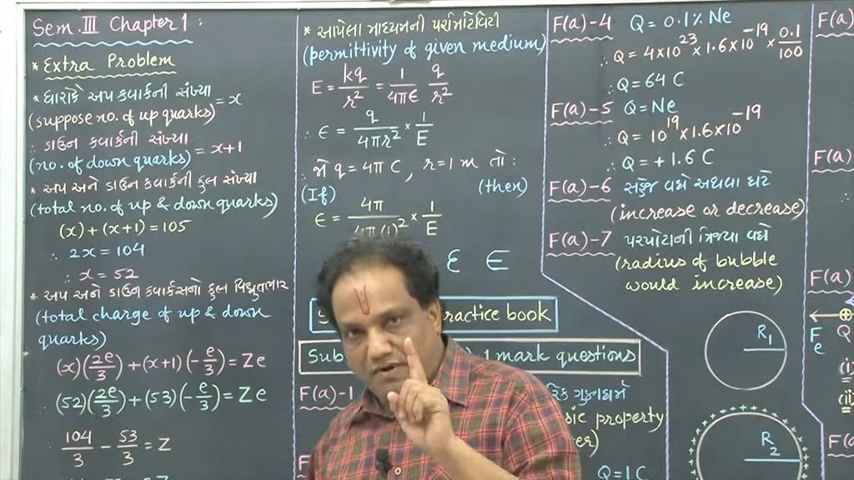 Sem. III Chapter 1 :
* Extra Problem
* ધારોકે અપ ક્વાર્કની સંખ્યા
(suppose no. of up quarks) = x
∴ ડાઉન ક્વાર્કની સંખ્યા
(no. of down quarks) = x+1
* અપ અને ડાઉન ક્વાર્કની કુલ સંખ્યા
(total no. of up & down quarks)
(x) + (x+1) = 105
∴ 2x = 104
∴ x = 52
* અપ અને ડાઉન ક્વાર્કસનો કુલ વિદ્યુતભાર
(total charge of up & down
quarks)
(x)(2e/3) + (x+1)(-e/3) = Ze
∴ (52)(2e/3) + (53)(-e/3) = Ze
∴ 104/3 - 53/3 = Z
* આપેલા માધ્યમની પરમિટિવિટી
(permittivity of given medium)
E = kq/r² = 1/4πϵ q/r²
∴ ϵ = q/4πr² × 1/E
∴ જો q = 4π C, r = 1 m તો :
(If) (then)
ϵ = 4π/4π(1)² × 1/E
ε E
practice book
Sub 1 mark questions
F(a)-1
property
Q = 1 C
F(a)-4 Q = 0.1% Ne
∴ Q = 4×10²³ × 1.6×10⁻¹⁹ × 0.1/100
∴ Q = 64 C
F(a)-5 Q = Ne
∴ Q = 10¹⁹ × 1.6×10⁻¹⁹
∴ Q = +1.6 C
F(a)-6 સહેજ વધે અથવા ઘટે
(increase or decrease)
F(a)-7 પરપોટાની ત્રિજ્યા વધે
(radius of bubble
would increase)
R₁
R₂
F(a)
F(a)
F(a)
Fe Q
(i)
(ii)
F(a)